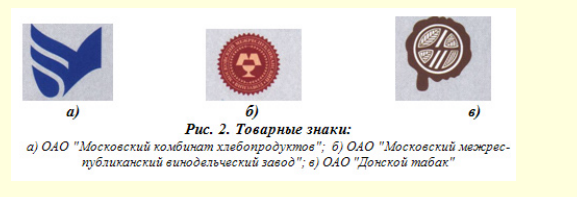 а) б) в)
Рис. 2. Товарные знаки:
а) ОАО "Московский комбинат хлебопродуктов"; б) ОАО "Московский межрес-
публиканский винодельческий завод"; в) ОАО "Донской табак"